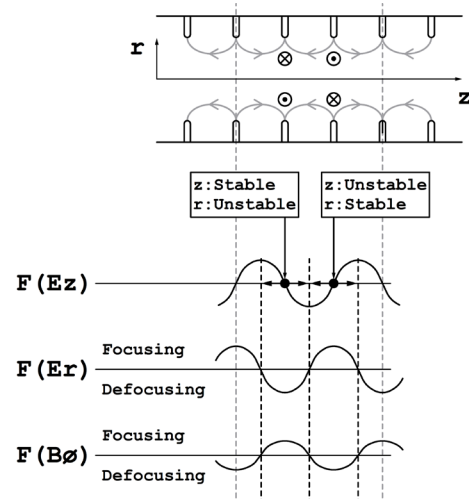 r
z
z:Stable
r:Unstable
z:Unstable
r:Stable
F(Ez)
Focusing
F(Er)
Defocusing
Focusing
F(Bø)
Defocusing